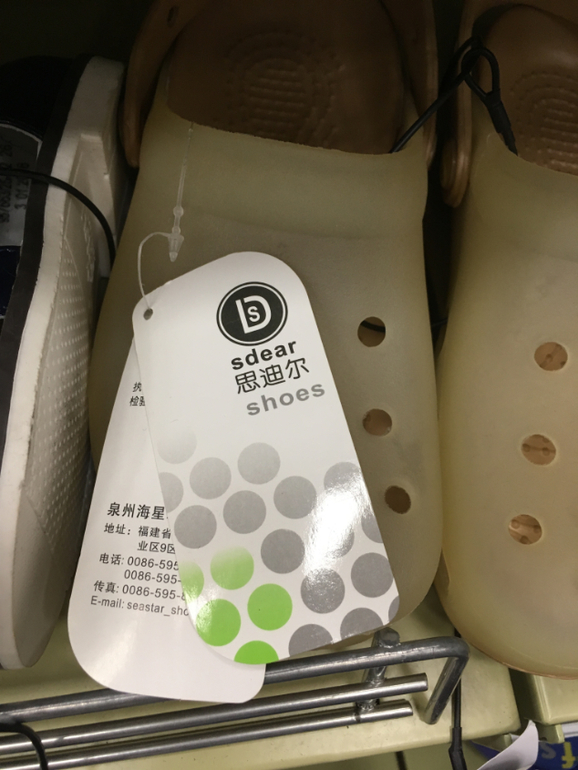 DS
sdear
思迪尔
shoes
泉州海星
地址：福建省
业区9区
电话: 0086-595
0086-595-
传真: 0086-595-
E-mail: seastar_sho